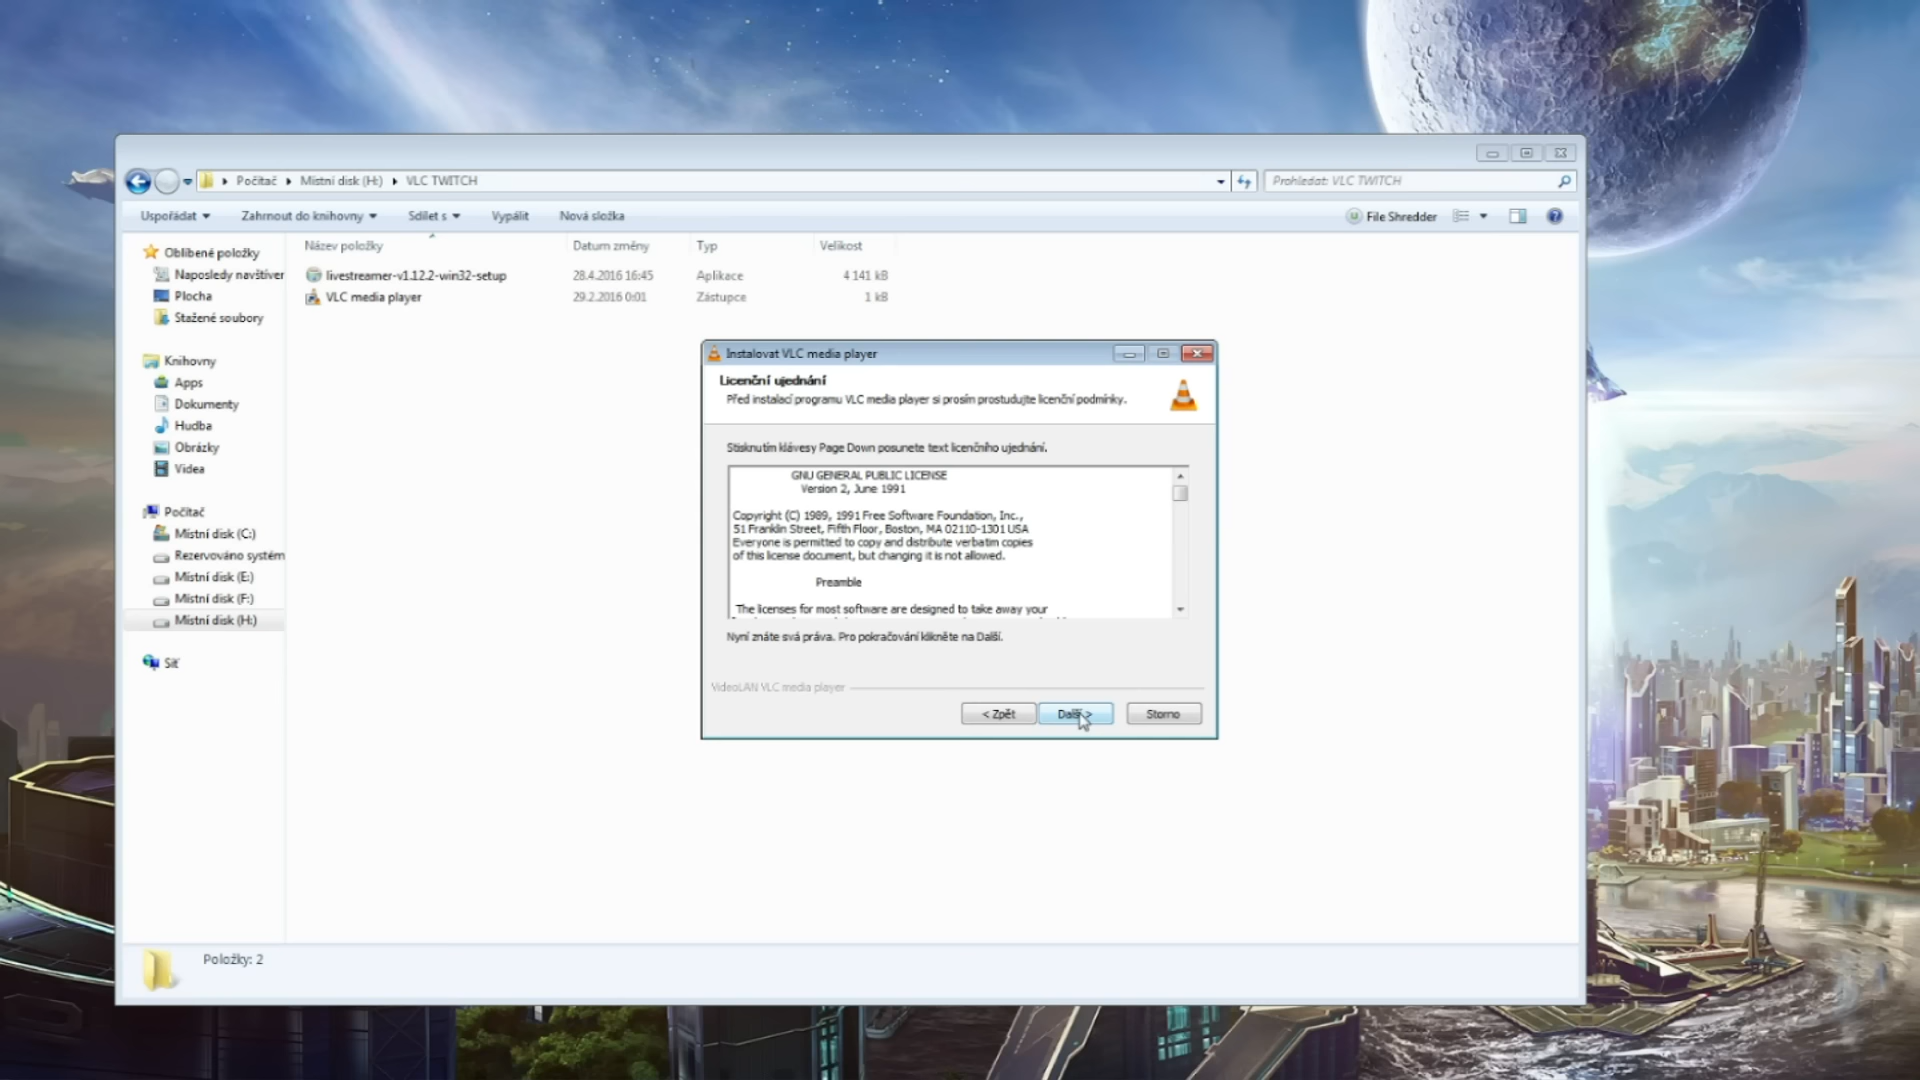 Počítač
Místní disk (H:)
VLC TWITCH
Prohledat: VLC TWITCH
Uspořádat
Zahrnout do knihovny
Sdílet s
Vypálit
Nová složka
File Shredder
Název položky
Datum změny
Typ
Velikost
livestreamer-v1.12.2-win32-setup
28.4.2016 16:45
Aplikace
4 141 kB
VLC media player
29.2.2016 0:01
Zástupce
1 kB
Oblíbené položky
Naposledy navštíver
Plocha
Stažené soubory
Knihovny
Apps
Dokumenty
Hudba
Obrázky
Videa
Počítač
Místní disk (C:)
Rezervováno systém
Místní disk (E:)
Místní disk (F:)
Místní disk (H:)
Síť
Instalovat VLC media player
Licenční ujednání
Před instalací programu VLC media player si prosím prostudujte licenční podmínky.
Stisknutím klávesy Page Down posunete text licenčního ujednání.
GNU GENERAL PUBLIC LICENSE
Version 2, June 1991
Copyright (C) 1989, 1991 Free Software Foundation, Inc.,
51 Franklin Street, Fifth Floor, Boston, MA 02110-1301 USA
Everyone is permitted to copy and distribute verbatim copies
of this license document, but changing it is not allowed.
Preamble
The licenses for most software are designed to take away your
Nyní znáte svá práva. Pro pokračování klikněte na Další.
VideoLAN VLC media player
< Zpět
Další >
Storno
Položky: 2